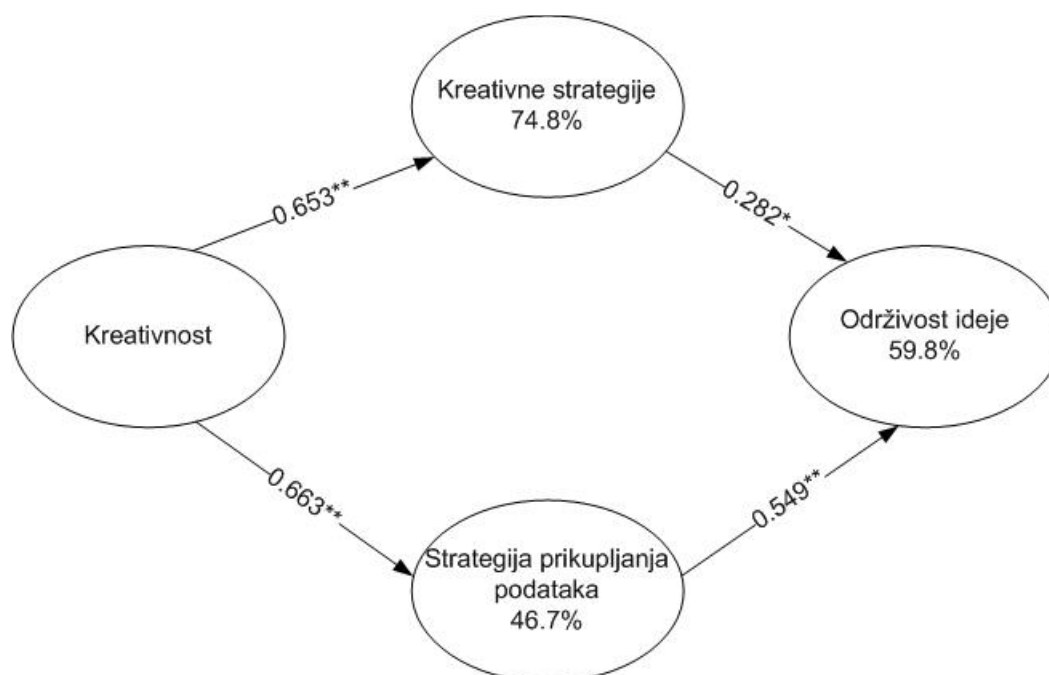 Kreativne strategije
74.8%
0.653**
0.282*
Kreativnost
Održivost ideje
59.8%
0.663**
0.549**
Strategija prikupljanja
podataka
46.7%